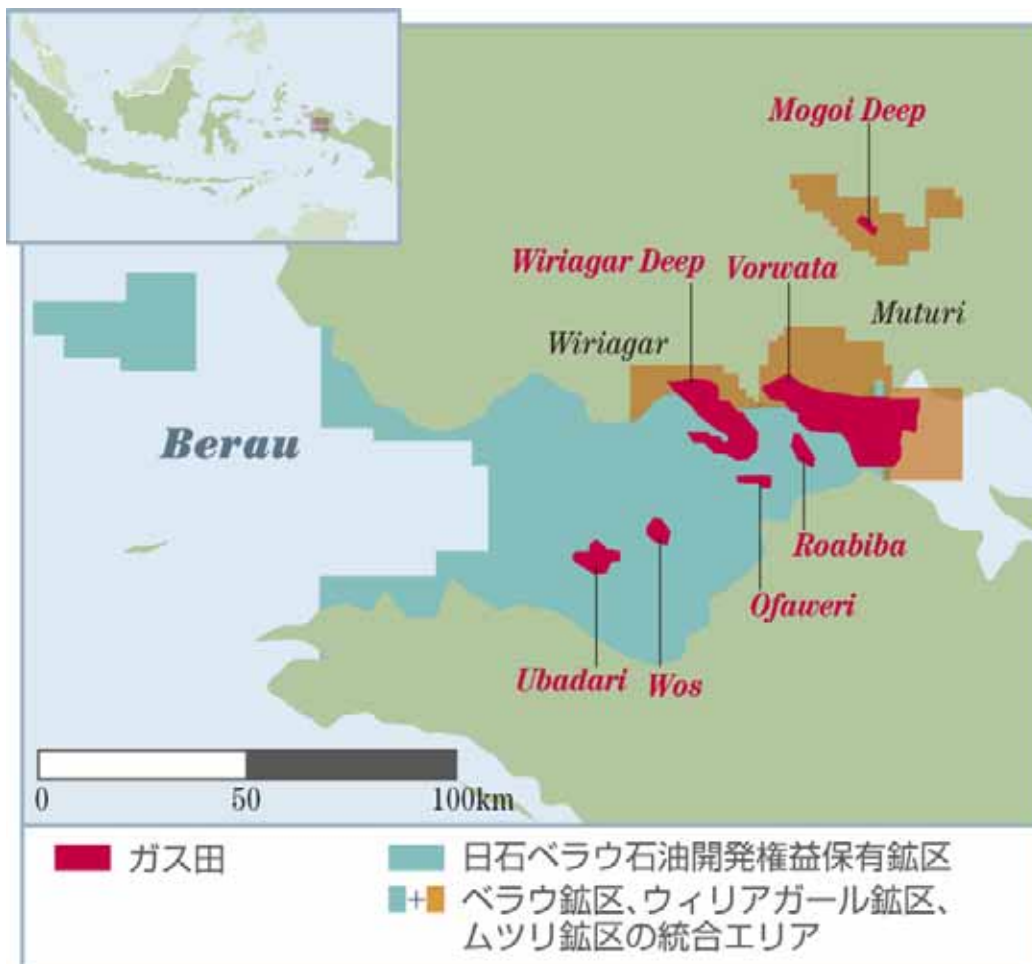 Mogoi Deep
Wiriagar Deep
Vorwata
Muturi
Wiriagar
Berau
Roabiba
Ofaweri
Ubadari
Wos
0 50 100km
ガス田
日石ベラウ石油開発権益保有鉱区
+
ベラウ鉱区、ウィリアガール鉱区、
ムツリ鉱区の統合エリア